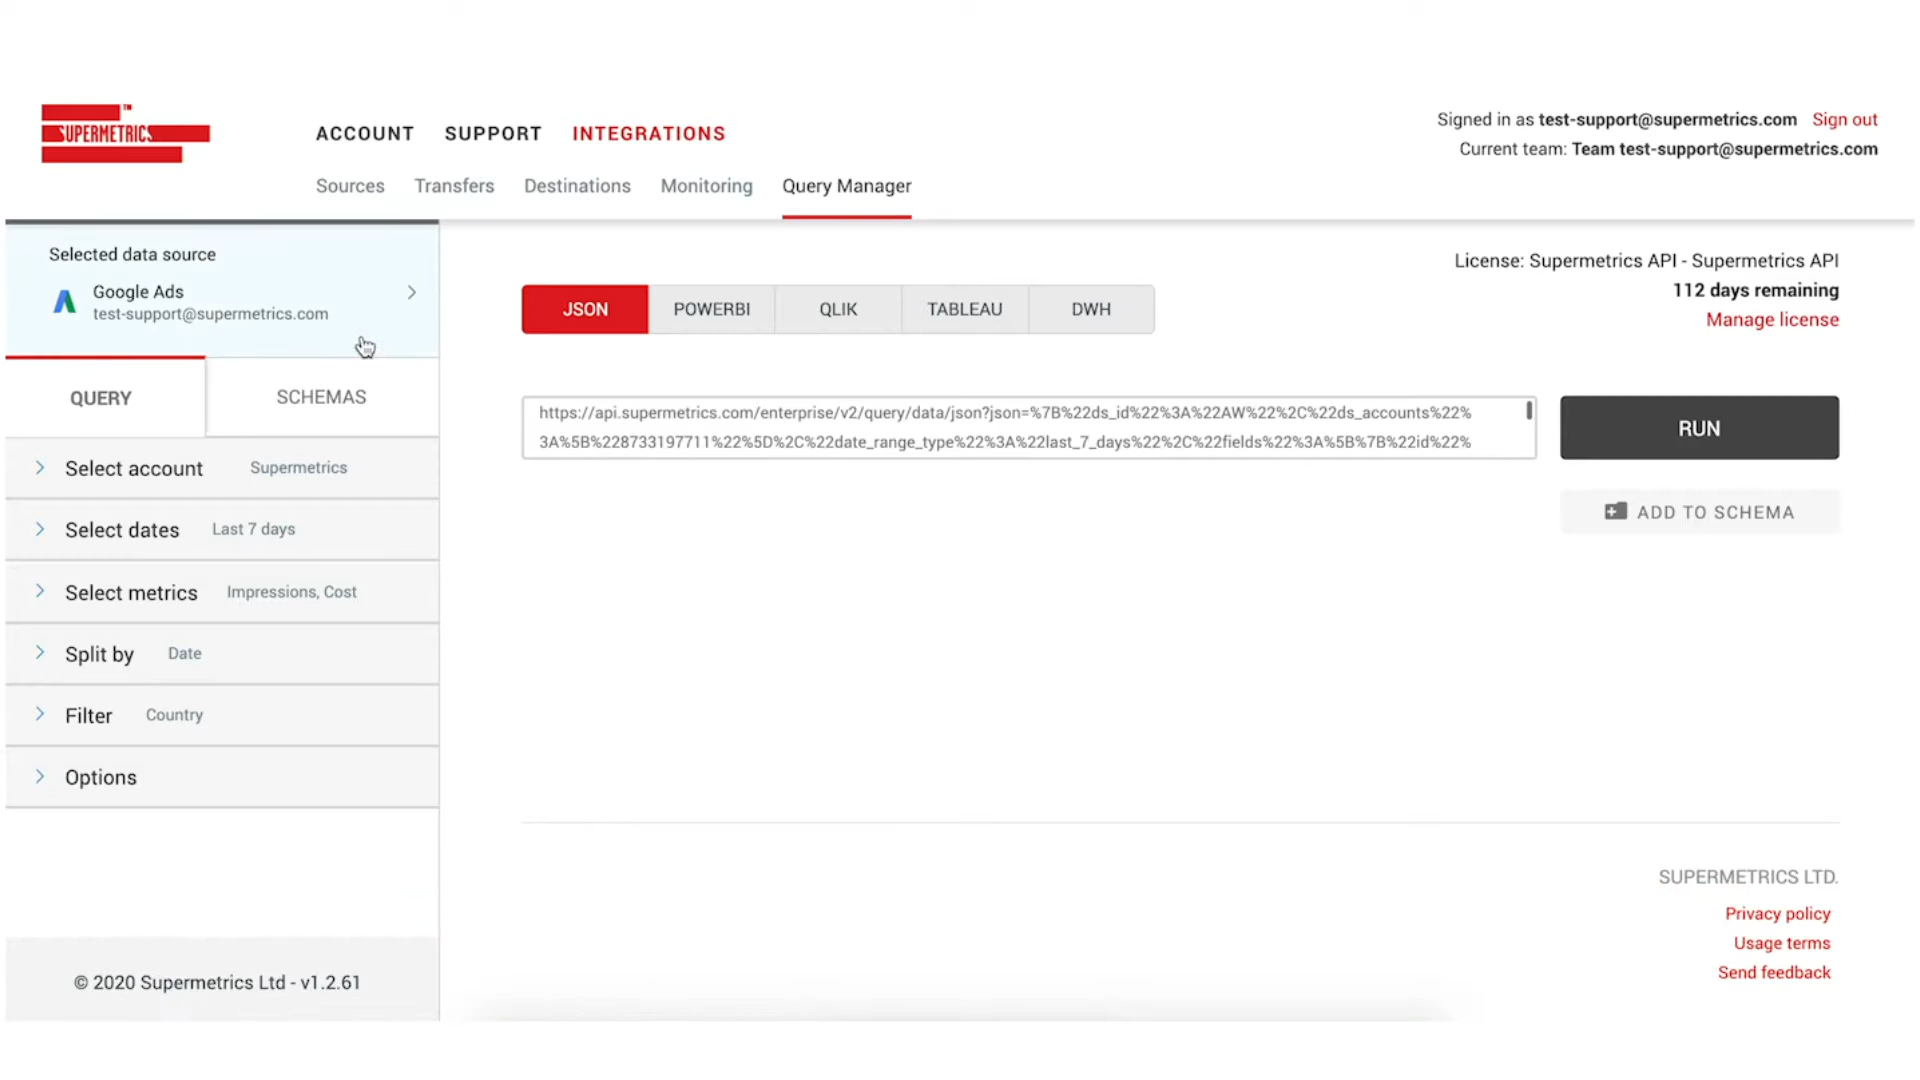 SUPERMETRICS™
ACCOUNT SUPPORT INTEGRATIONS
Signed in as test-support@supermetrics.com Sign out
Current team: Team test-support@supermetrics.com
Sources Transfers Destinations Monitoring Query Manager
Selected data source
Google Ads
test-support@supermetrics.com
QUERY SCHEMAS
Select account Supermetrics
Select dates Last 7 days
Select metrics Impressions, Cost
Split by Date
Filter Country
Options
© 2020 Supermetrics Ltd - v1.2.61
License: Supermetrics API - Supermetrics API
112 days remaining
Manage license
JSON POWERBI QLIK TABLEAU DWH
https://api.supermetrics.com/enterprise/v2/query/data/json?json=%7B%22ds_id%22%3A%22AW%22%2C%22ds_accounts%22%
3A%5B%228733197711%22%5D%2C%22date_range_type%22%3A%22last_7_days%22%2C%22fields%22%3A%5B%7B%22id%22%
RUN
ADD TO SCHEMA
SUPERMETRICS LTD.
Privacy policy
Usage terms
Send feedback